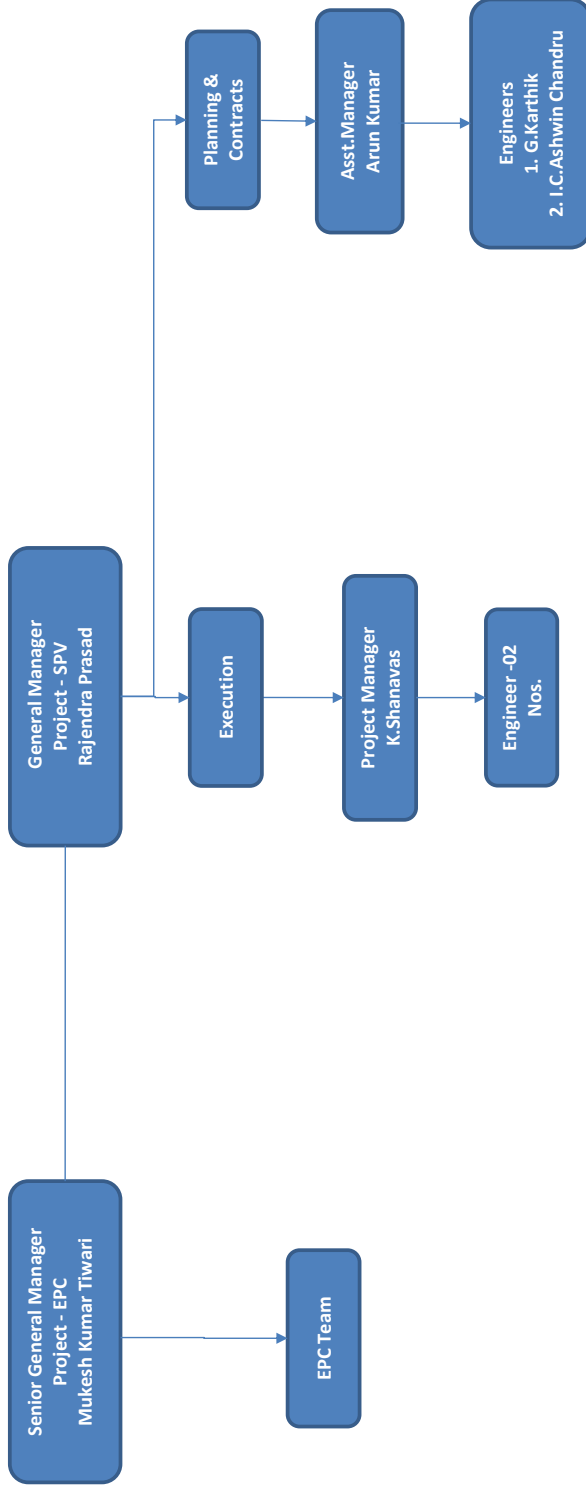 Senior General Manager
Project - EPC
Mukesh Kumar Tiwari
EPC Team
General Manager
Project - SPV
Rajendra Prasad
Execution
Project Manager
K.Shanavas
Engineer -02
Nos.
Planning &
Contracts
Asst.Manager
Arun Kumar
Engineers
1. G.Karthik
2. I.C.Ashwin Chandru